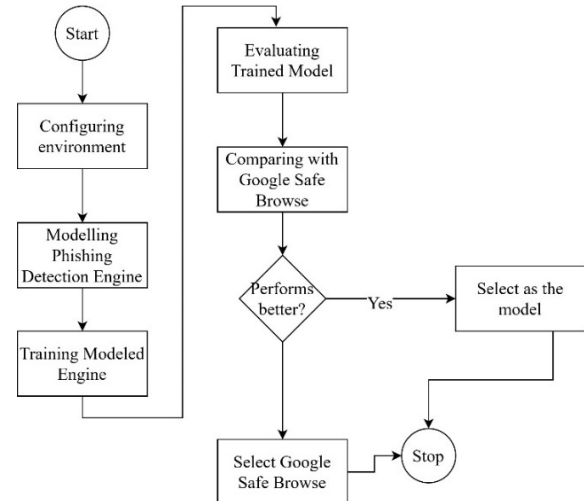 Start
Configuring
environment
Modelling
Phishing
Detection Engine
Training Modeled
Engine
Evaluating
Trained Model
Comparing with
Google Safe
Browse
Performs
better?
Yes
Select as the
model
Select Google
Safe Browse
Stop